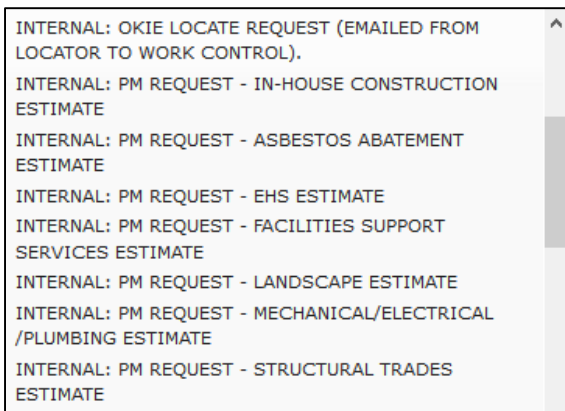 INTERNAL: OKIE LOCATE REQUEST (EMAILED FROM
LOCATOR TO WORK CONTROL).
INTERNAL: PM REQUEST - IN-HOUSE CONSTRUCTION
ESTIMATE
INTERNAL: PM REQUEST - ASBESTOS ABATEMENT
ESTIMATE
INTERNAL: PM REQUEST - EHS ESTIMATE
INTERNAL: PM REQUEST - FACILITIES SUPPORT
SERVICES ESTIMATE
INTERNAL: PM REQUEST - LANDSCAPE ESTIMATE
INTERNAL: PM REQUEST - MECHANICAL/ELECTRICAL
/PLUMBING ESTIMATE
INTERNAL: PM REQUEST - STRUCTURAL TRADES
ESTIMATE